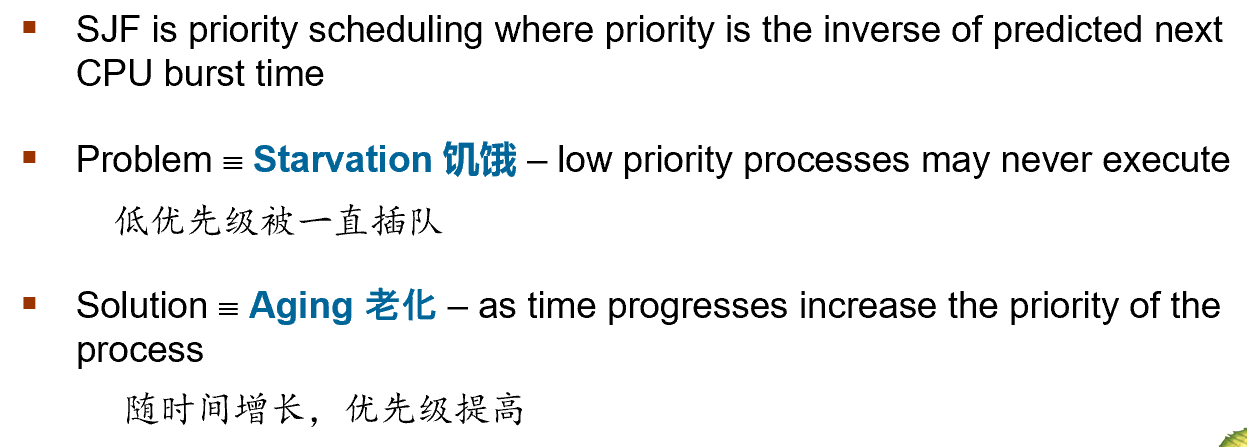 SJF is priority scheduling where priority is the inverse of predicted next
CPU burst time
Problem ≡ Starvation 饥饿 – low priority processes may never execute
低优先级被一直插队
Solution ≡ Aging 老化 – as time progresses increase the priority of the
process
随时间增长，优先级提高